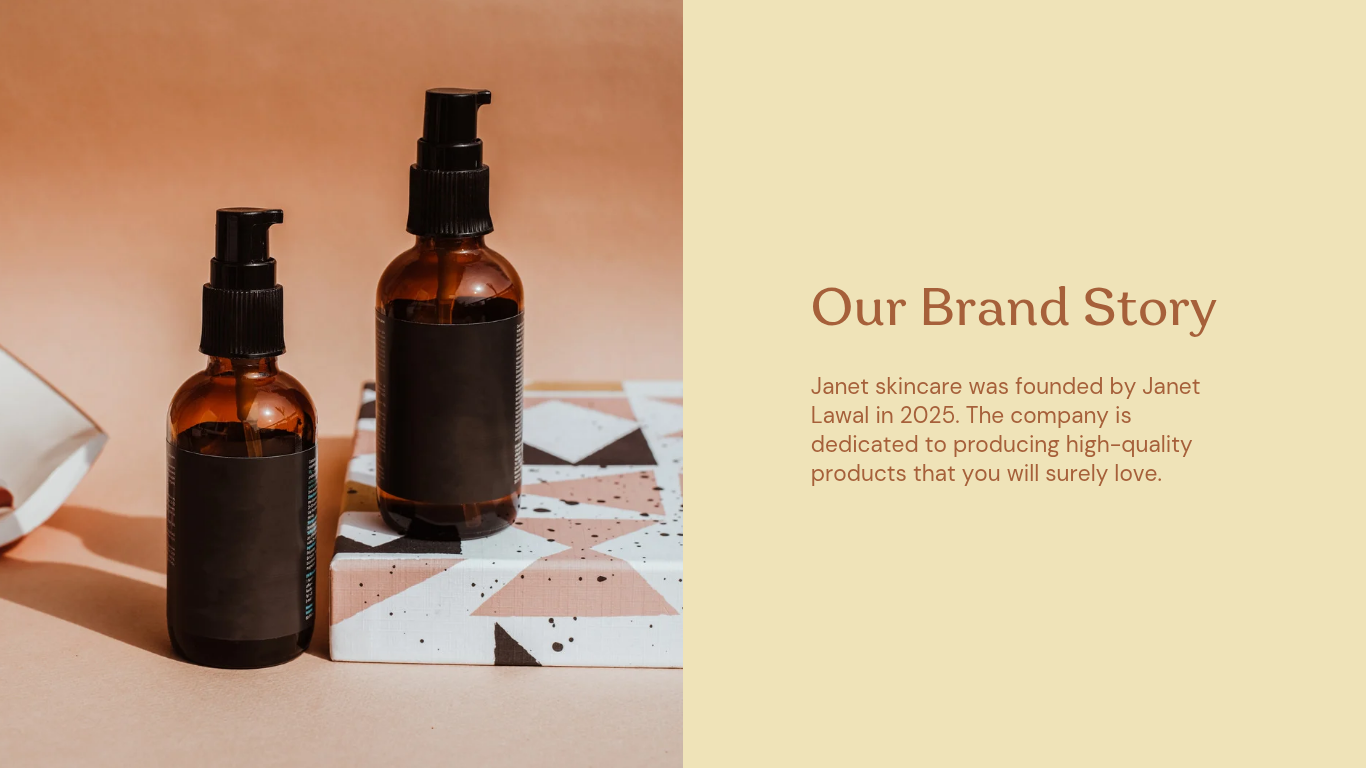 Our Brand Story
Janet skincare was founded by Janet
Lawal in 2025. The company is
dedicated to producing high-quality
products that you will surely love.